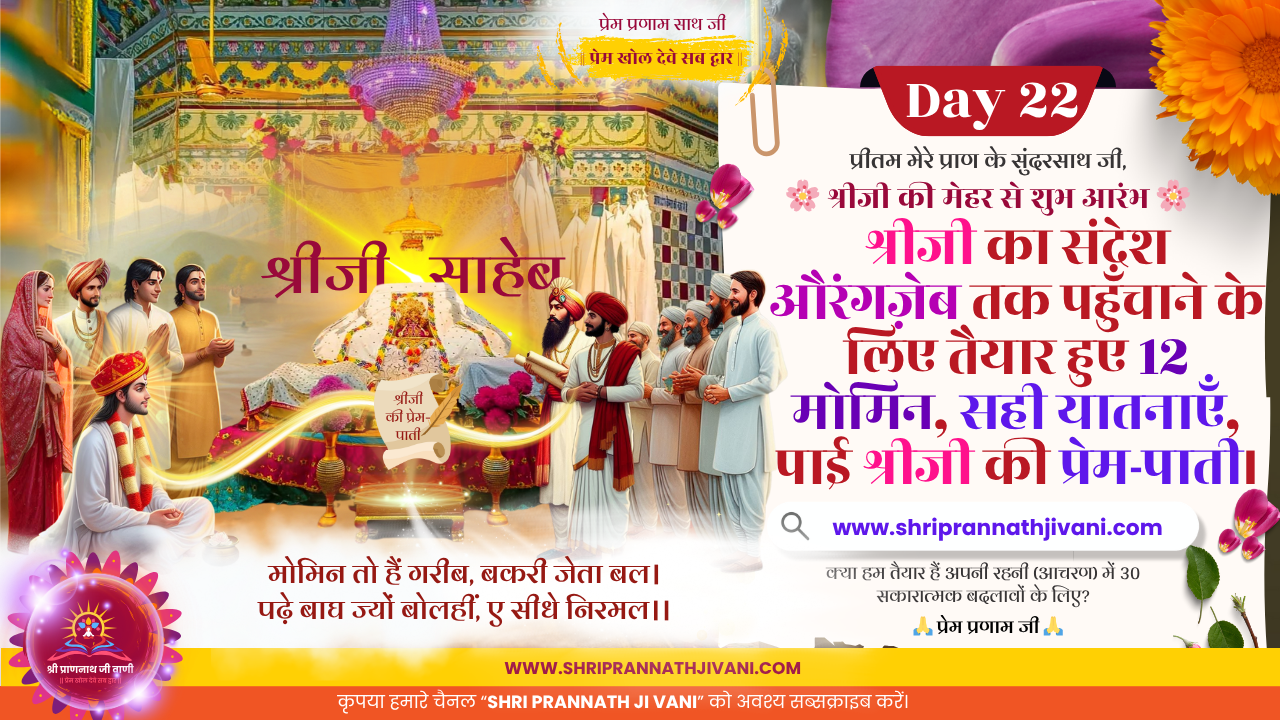 प्रेम प्रणाम साथ जी
॥ प्रेम खोल देवे सब द्वार ॥
Day 22
प्रीतम मेरे प्राण के सुंदरसाथ जी,
🌸 श्रीजी की मेहर से शुभ आरंभ 🌸
श्रीजी का संदेश
औरंगज़ेब तक पहुँचाने के
लिए तैयार हुए 12
मोमिन, सही यातनाएँ,
पाई श्रीजी की प्रेम-पाती।
www.shriprannathjivani.com
क्या हम तैयार हैं अपनी रहनी (आचरण) में 30
सकारात्मक बदलावों के लिए?
🙏 प्रेम प्रणाम जी 🙏
श्रीजी साहेब
श्रीजी
की प्रेम-
पाती
मोमिन तो हैं गरीब, बकरी जेता बल।
पढ़े बाघ ज्यों बोलहीं, ए सीधे निरमल।।
श्री प्राणनाथ जी वाणी
|| प्रेम खोल देवे सब द्वार ||
WWW.SHRIPRANNATHJIVANI.COM
कृपया हमारे चैनल “SHRI PRANNATH JI VANI” को अवश्य सब्सक्राइब करें।